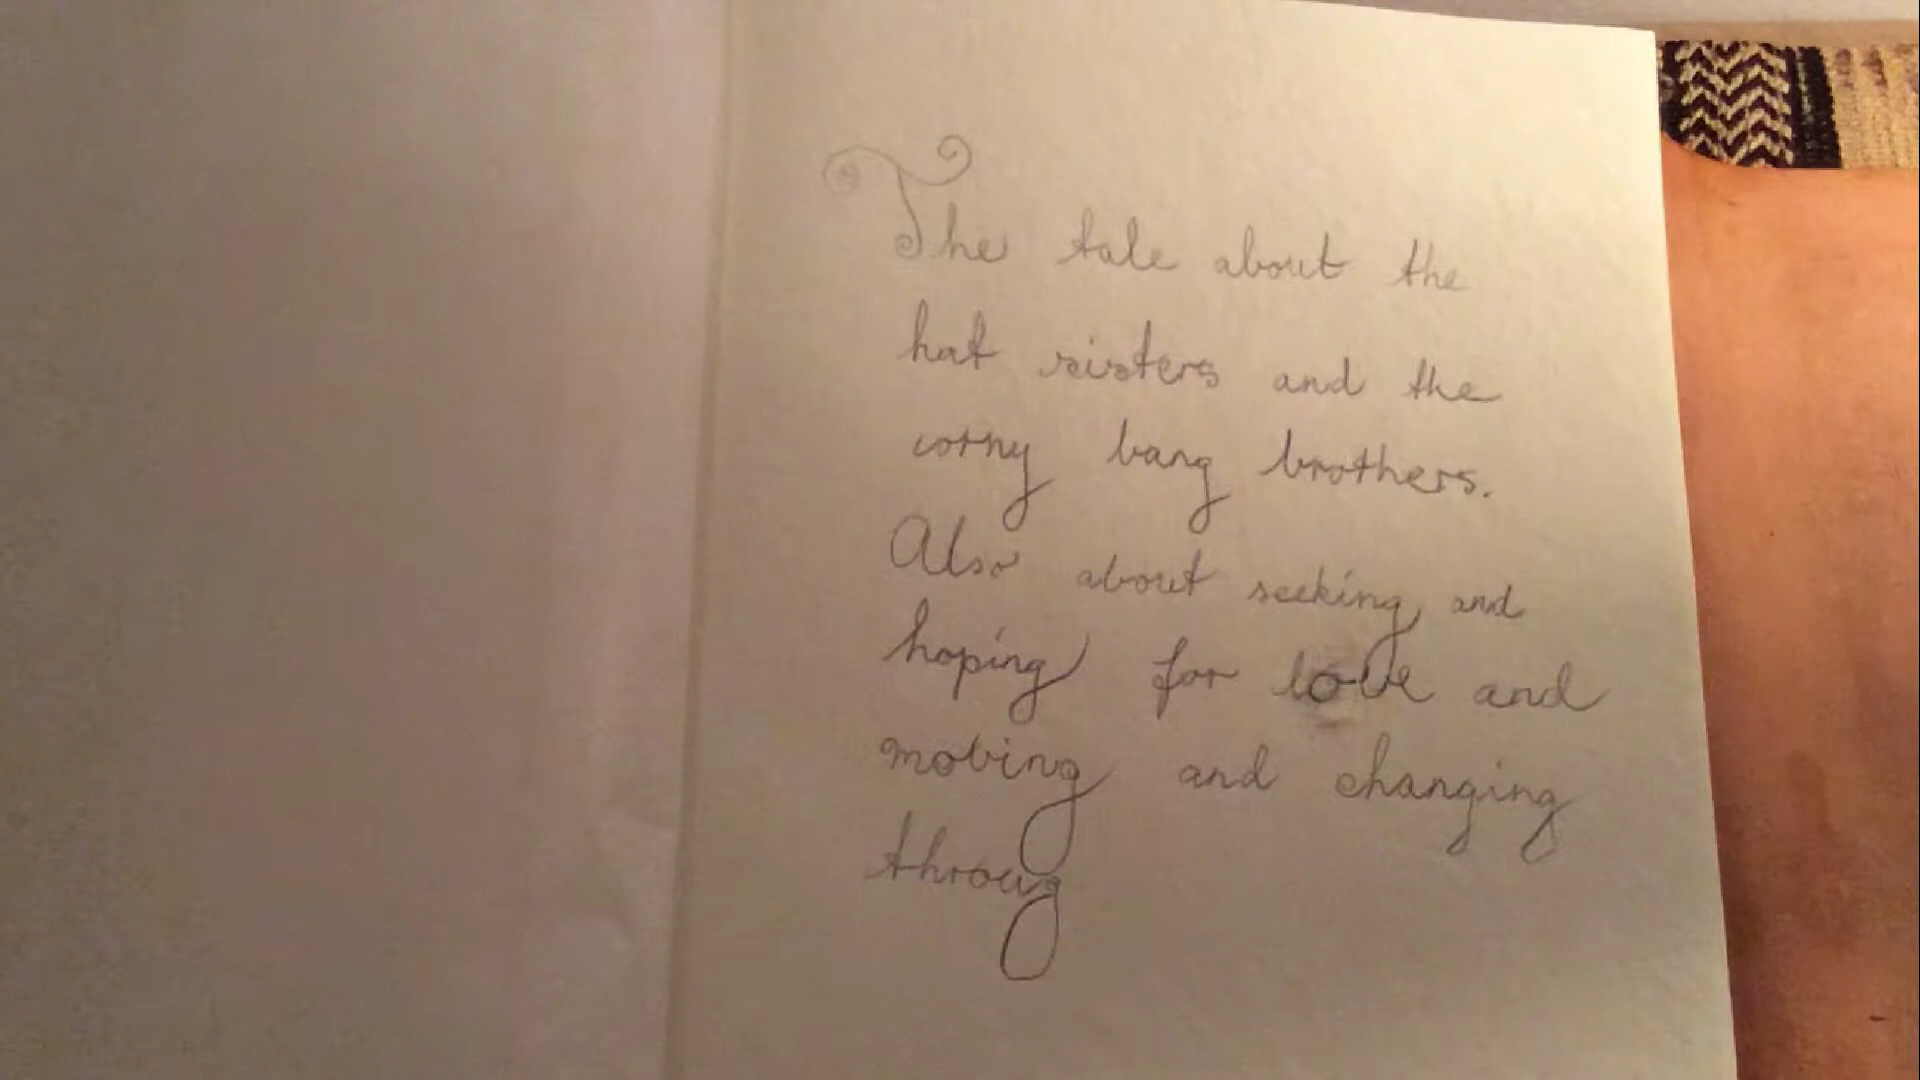 The tale about the
hat sisters and the
corny bang brothers.
Also about seeking and
hoping for love and
moving and changing
throug